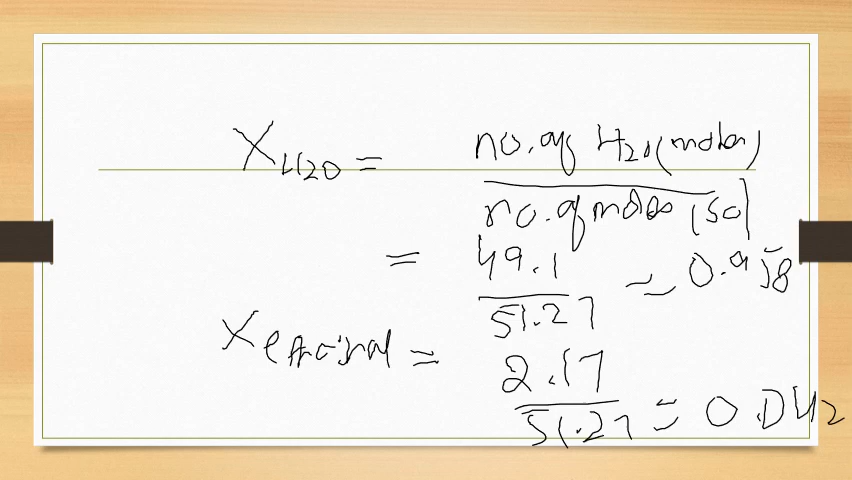 X H2O = no. of H2O (moles)
no. of moles (sol
= 49.1
51.27 = 0.958
X ethanol = 2.17
51.27 = 0.042